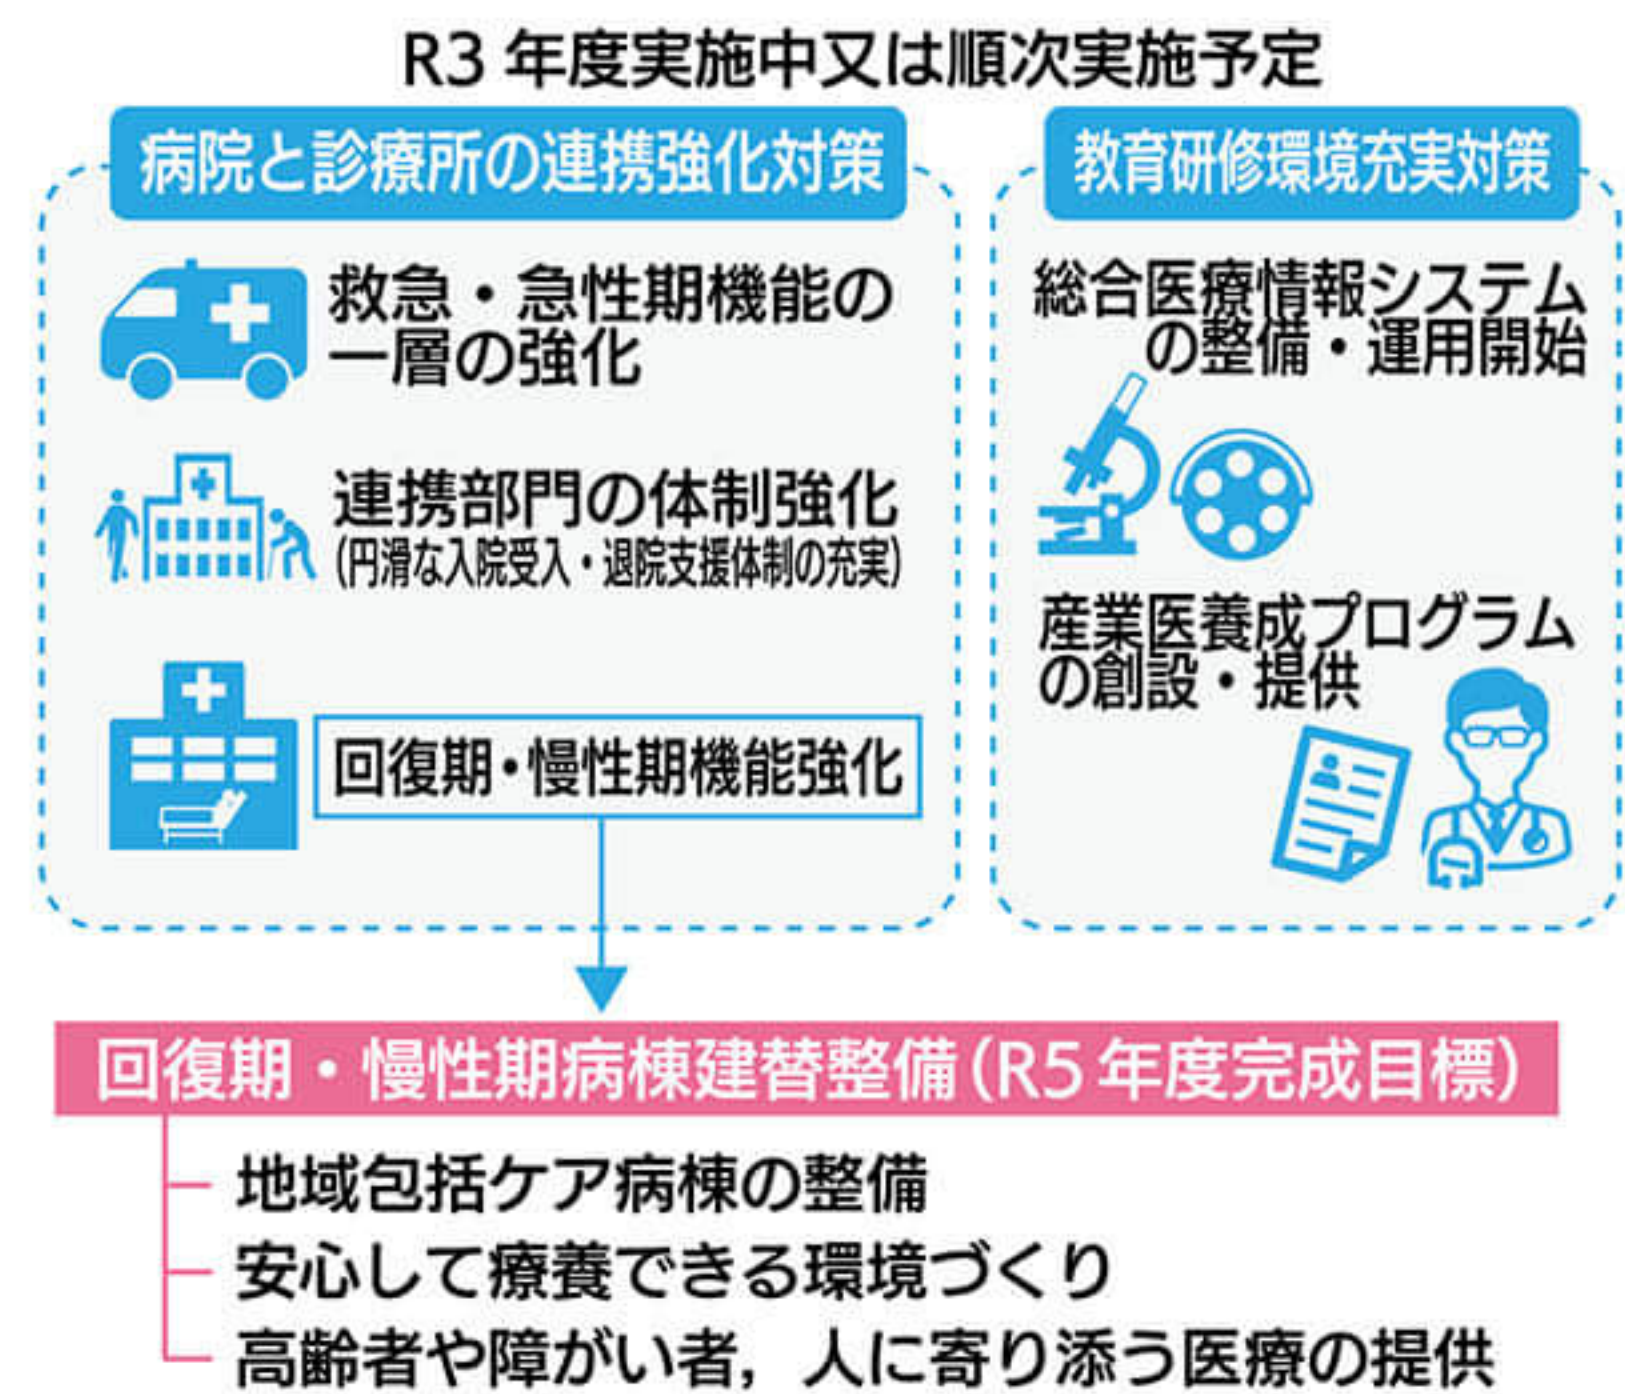 R3年度実施中又は順次実施予定
病院と診療所の連携強化対策
救急・急性期機能の
一層の強化
連携部門の体制強化
(円滑な入院受入・退院支援体制の充実)
回復期・慢性期機能強化
教育研修環境充実対策
総合医療情報システム
の整備・運用開始
産業医養成プログラム
の創設・提供
回復期・慢性期病棟建替整備(R5年度完成目標)
地域包括ケア病棟の整備
安心して療養できる環境づくり
高齢者や障がい者，人に寄り添う医療の提供